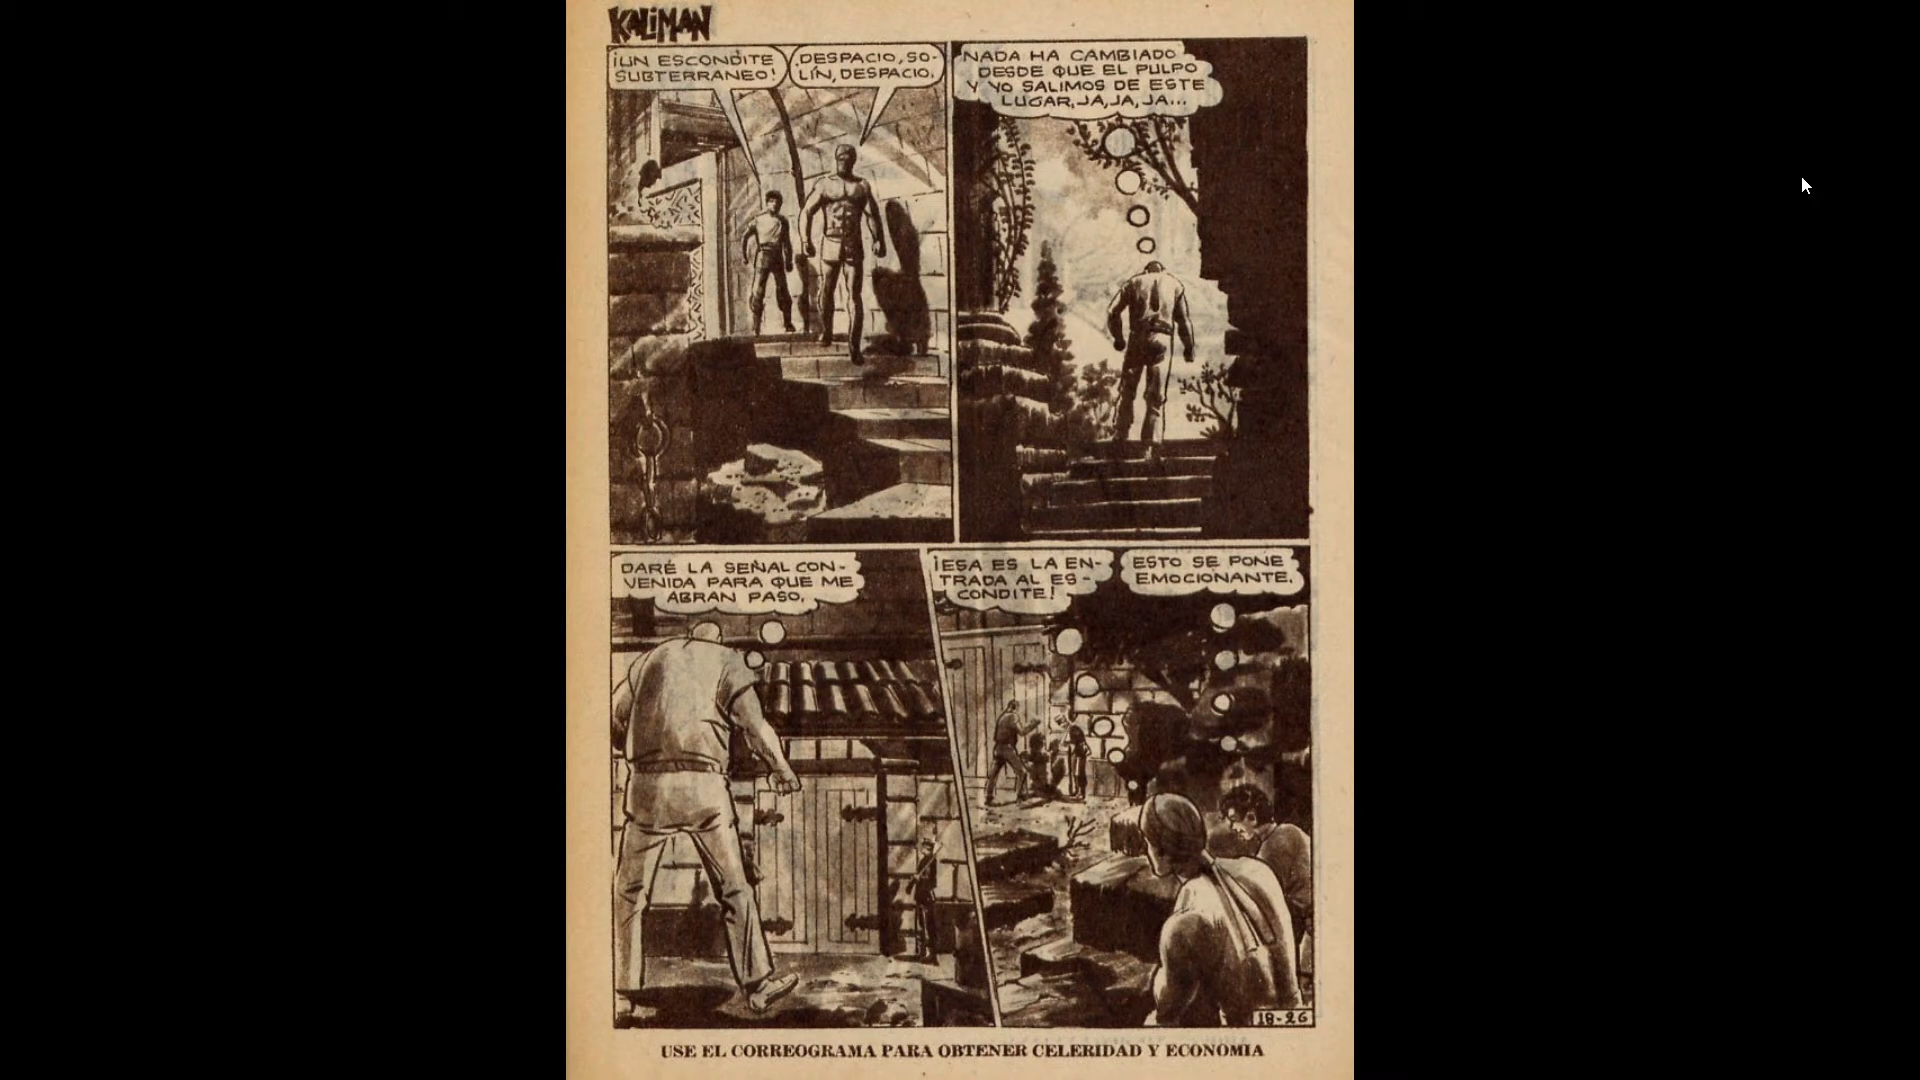 KALIMAN
¡UN ESCONDITE
SUBTERRANEO!
DESPACIO, SO-
LÍN, DESPACIO.
NADA HA CAMBIADO
DESDE QUE EL PULPO
Y YO SALIMOS DE ESTE
LUGAR, JA, JA, JA...
DARÉ LA SEÑAL CON-
VENIDA PARA QUE ME
ABRAN PASO.
¡ESA ES LA EN-
TRADA AL ES-
CONDITE!
ESTO SE PONE
EMOCIONANTE.
18-26
USE EL CORREOGRAMA PARA OBTENER CELERIDAD Y ECONOMIA